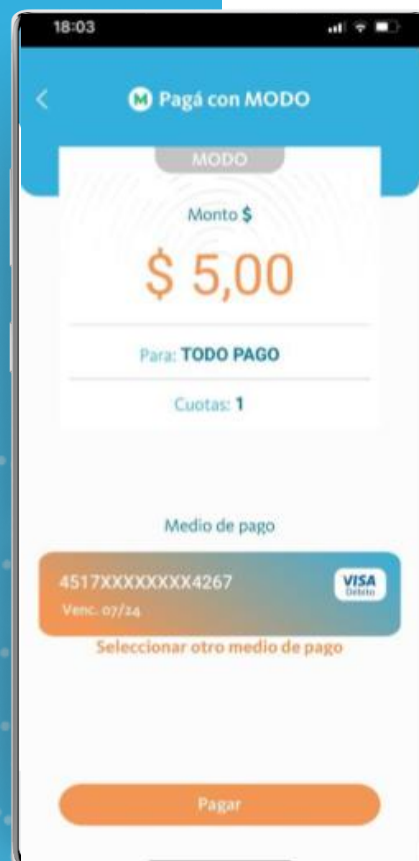 18:03
M Pagá con MODO
MODO
Monto $
$ 5,00
Para: TODO PAGO
Cuotas: 1
Medio de pago
4517XXXXXXXX4267
VISA
Débito
Venc. 07/24
Seleccionar otro medio de pago
Pagar